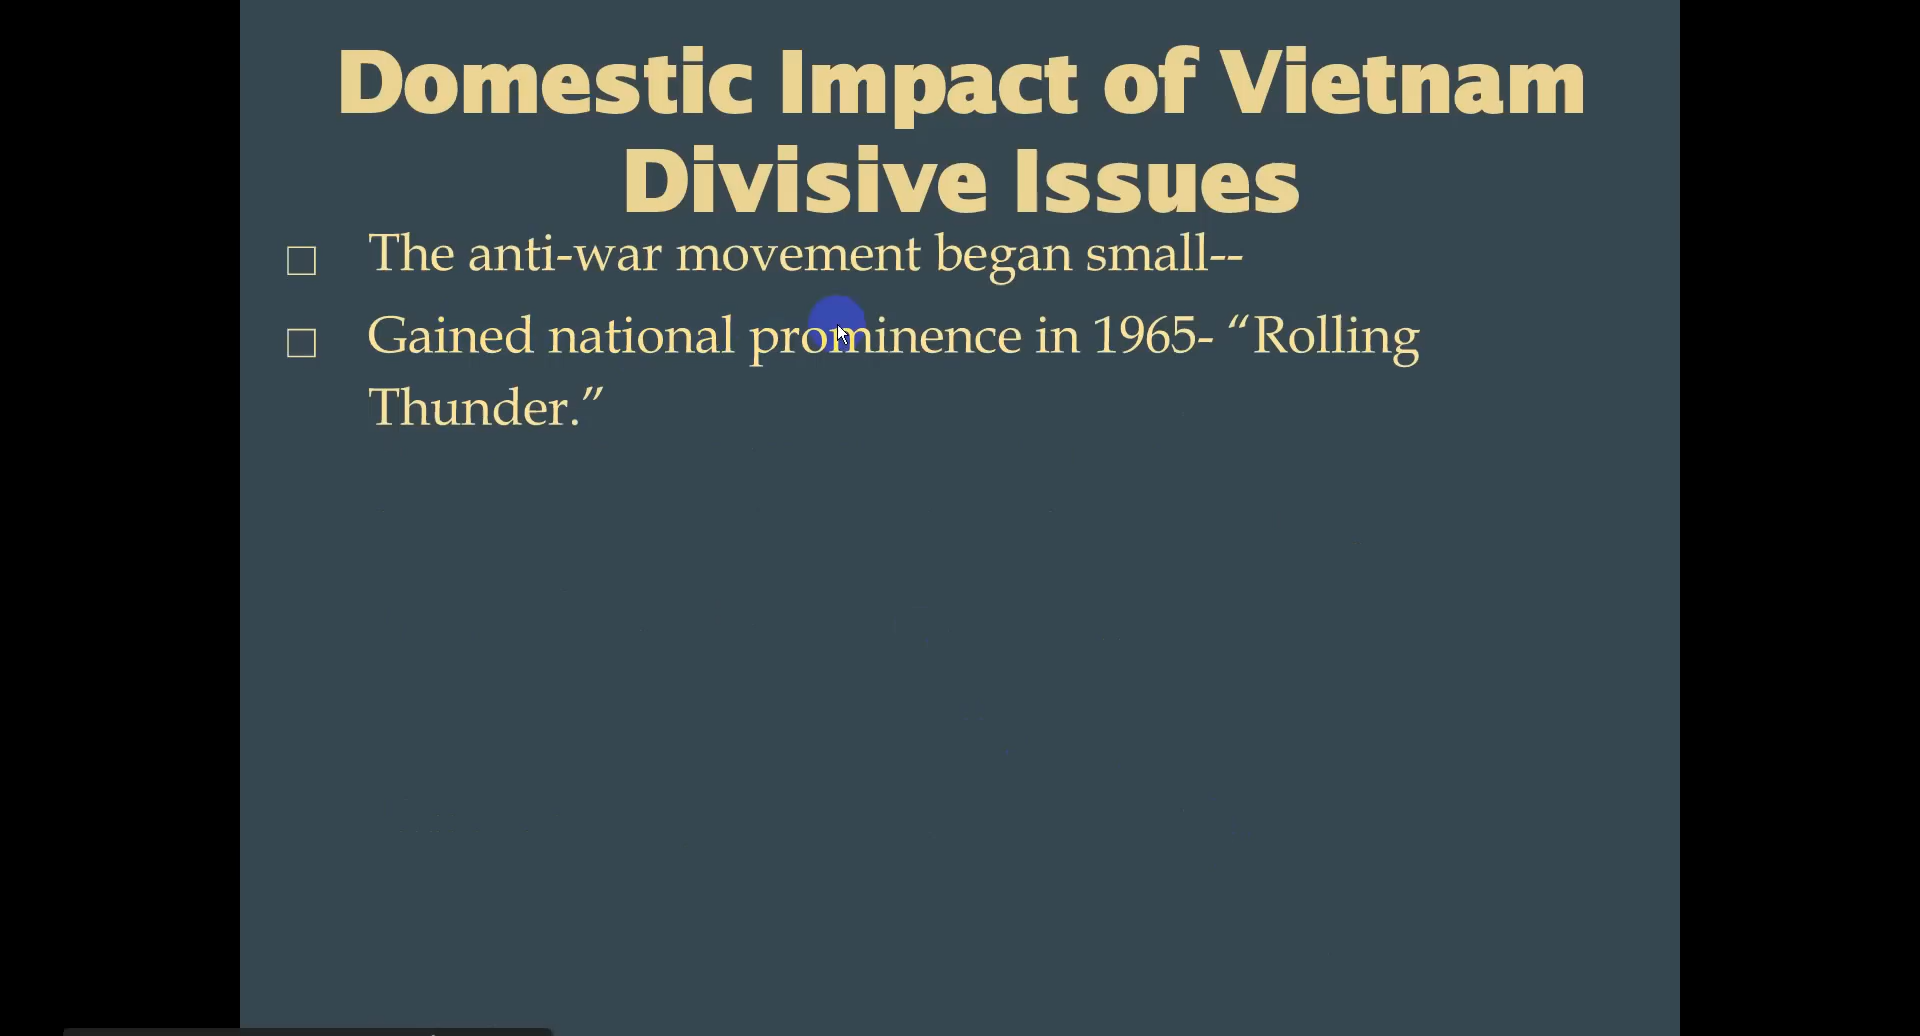 Domestic Impact of Vietnam
Divisive Issues
The anti-war movement began small--
Gained national prominence in 1965- “Rolling
Thunder.”